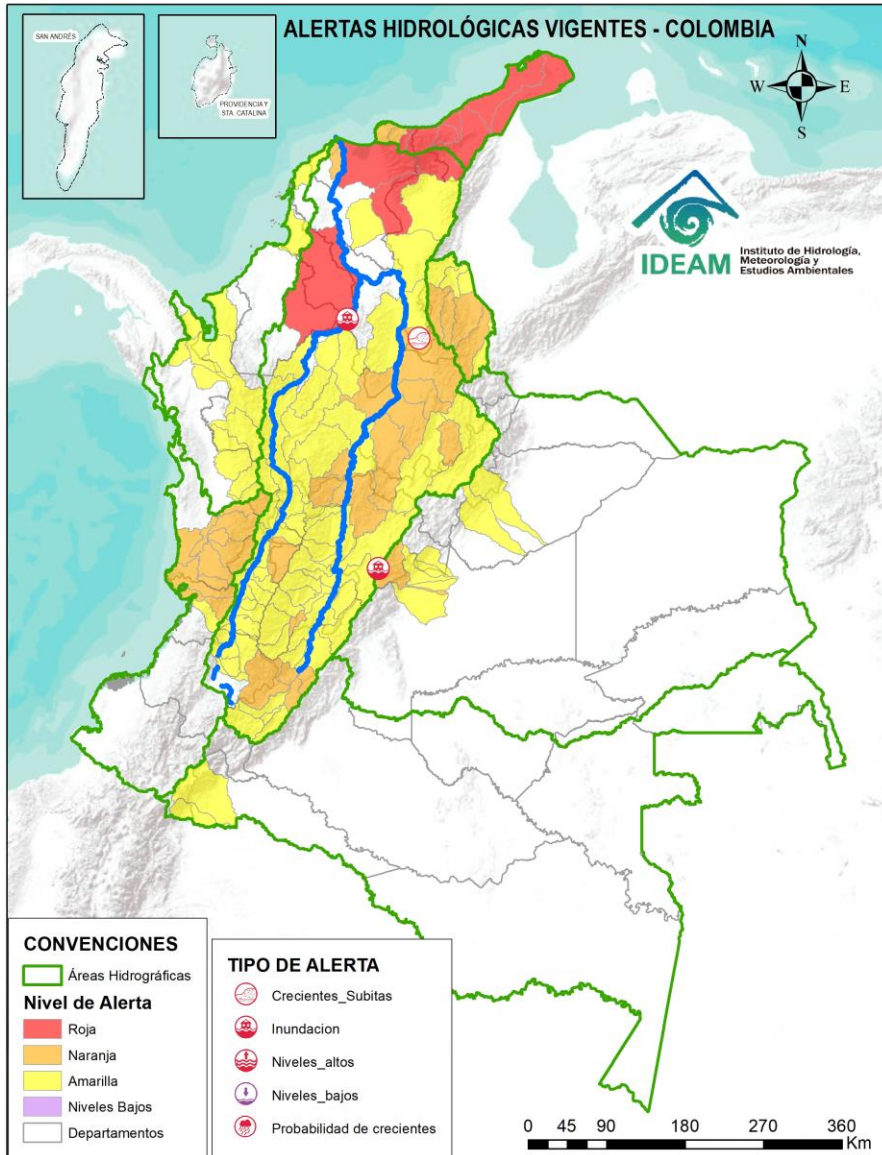 ALERTAS HIDROLÓGICAS VIGENTES - COLOMBIA
SAN ANDRÉS
PROVIDENCIA Y
STA. CATALINA
N
W
E
S
IDEAM
Instituto de Hidrología,
Meteorología y
Estudios Ambientales
CONVENCIONES
Áreas Hidrográficas
Nivel de Alerta
Roja
Naranja
Amarilla
Niveles Bajos
Departamentos
TIPO DE ALERTA
Crecientes_Subitas
Inundacion
Niveles_altos
Niveles_bajos
Probabilidad de crecientes
0 45 90 180 270 360
Km